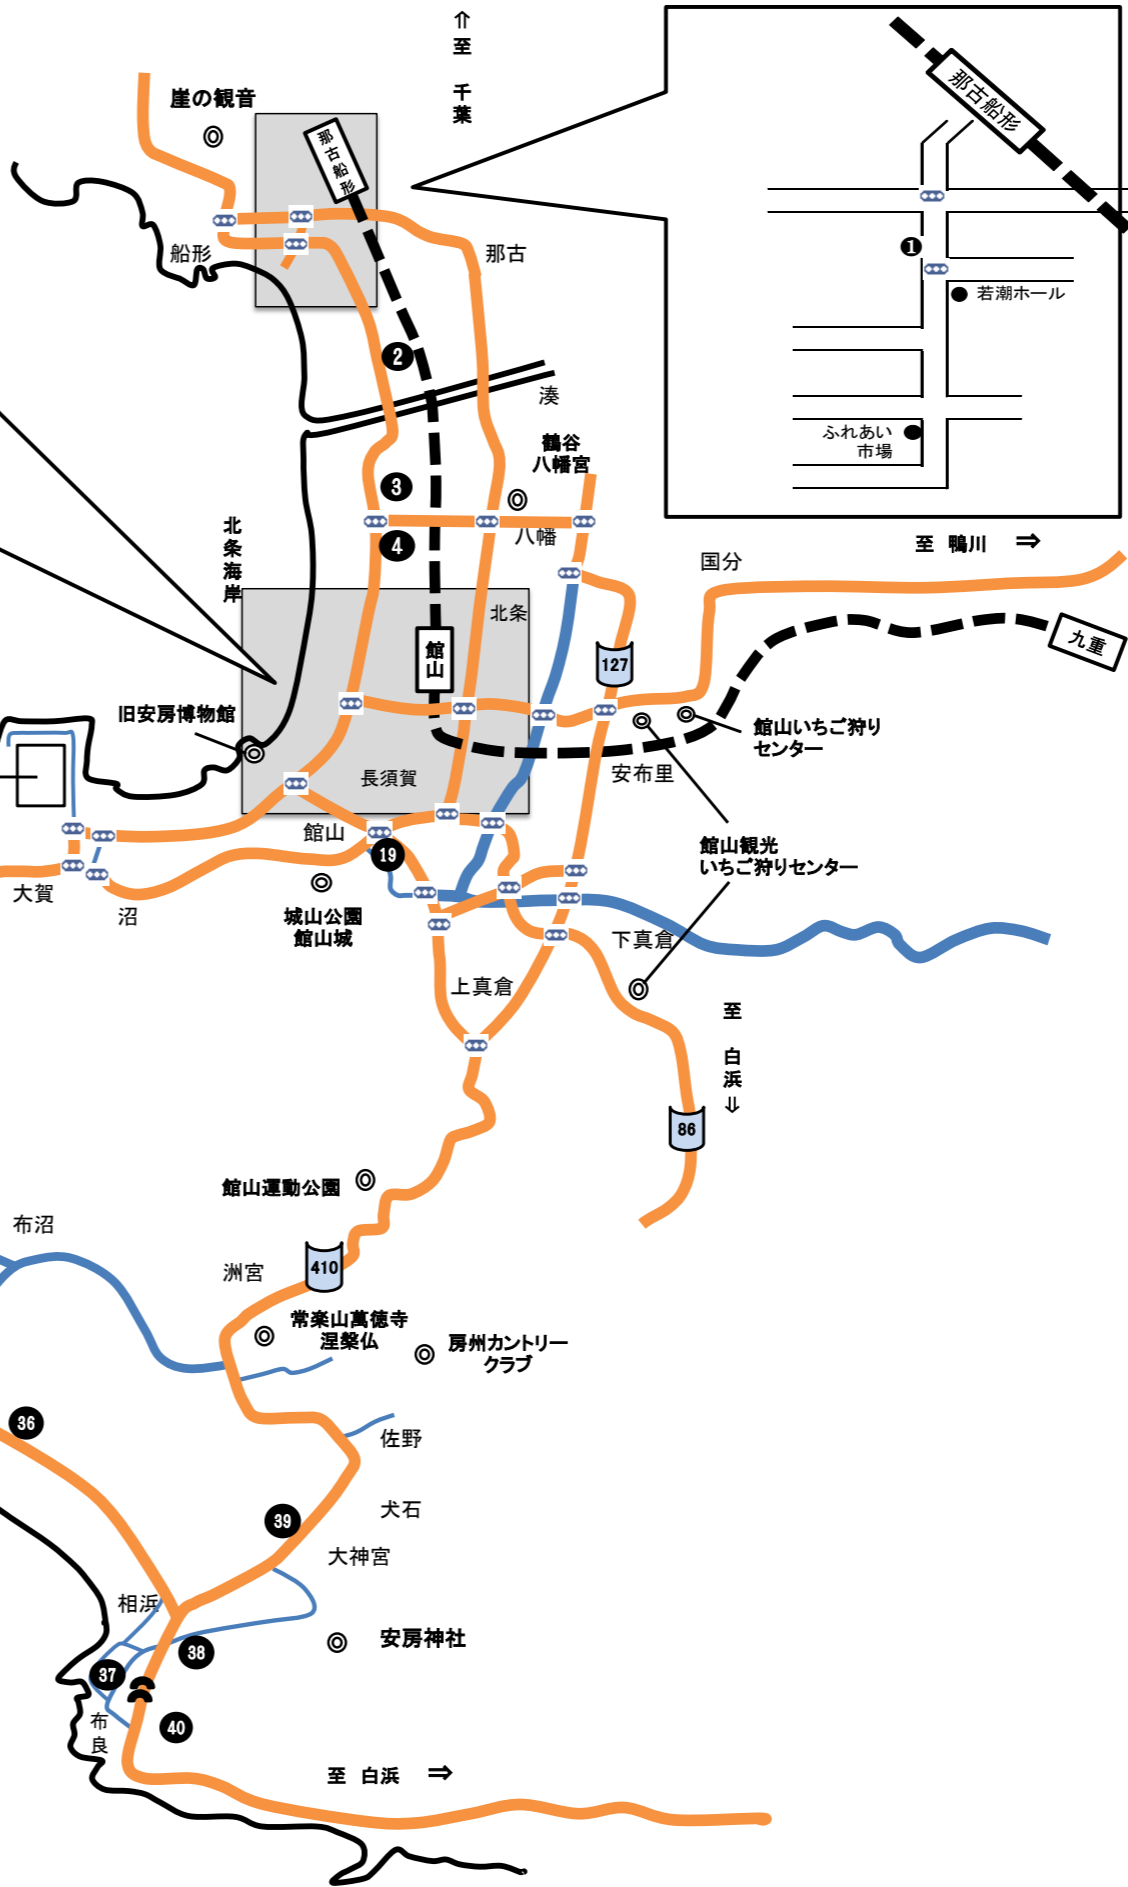 ⇑
至
千
葉
崖の観音
那古船形
那古船形
船形
那古
❶
若潮ホール
ふれあい
市場
❷
湊
鶴谷
八幡宮
❸
❹
八幡
北条海岸
至 鴨川 ⇒
国分
北条
館山
127
九重
旧安房博物館
館山いちご狩り
センター
安布里
長須賀
館山
19
館山観光
いちご狩りセンター
大賀
沼
城山公園
館山城
下真倉
上真倉
至
白
浜
⇓
86
館山運動公園
布沼
洲宮
410
常楽山萬徳寺
涅槃仏
房州カントリー
クラブ
36
佐野
39
犬石
大神宮
相浜
38
安房神社
37
布良
40
至 白浜 ⇒